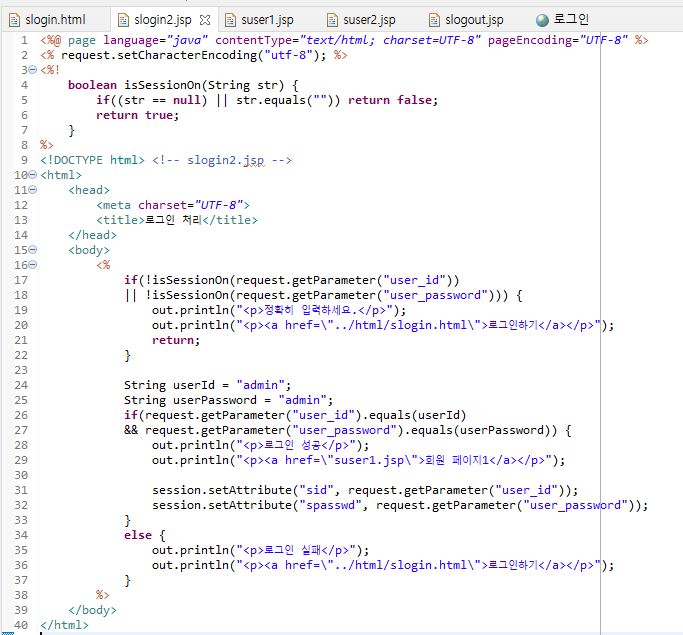 slogin.html slogin2.jsp suser1.jsp suser2.jsp slogout.jsp 로그인
1 <%@ page language="java" contentType="text/html; charset=UTF-8" pageEncoding="UTF-8" %>
2 <% request.setCharacterEncoding("utf-8"); %>
3 <%!
4     boolean isSessionOn(String str) {
5         if((str == null) || str.equals("")) return false;
6         return true;
7     }
8 %>
9 <!DOCTYPE html> <!-- slogin2.jsp -->
10 <html>
11     <head>
12         <meta charset="UTF-8">
13         <title>로그인 처리</title>
14     </head>
15     <body>
16         <%
17             if(!isSessionOn(request.getParameter("user_id"))
18             || !isSessionOn(request.getParameter("user_password"))) {
19                 out.println("<p>정확히 입력하세요.</p>");
20                 out.println("<p><a href=\"../html/slogin.html\">로그인하기</a></p>");
21                 return;
22             }
23
24             String userId = "admin";
25             String userPassword = "admin";
26             if(request.getParameter("user_id").equals(userId)
27             && request.getParameter("user_password").equals(userPassword)) {
28                 out.println("<p>로그인 성공</p>");
29                 out.println("<p><a href=\"suser1.jsp\">회원 페이지1</a></p>");
30
31                 session.setAttribute("sid", request.getParameter("user_id"));
32                 session.setAttribute("spasswd", request.getParameter("user_password"));
33             }
34             else {
35                 out.println("<p>로그인 실패</p>");
36                 out.println("<p><a href=\"../html/slogin.html\">로그인하기</a></p>");
37             }
38         %>
39     </body>
40 </html>